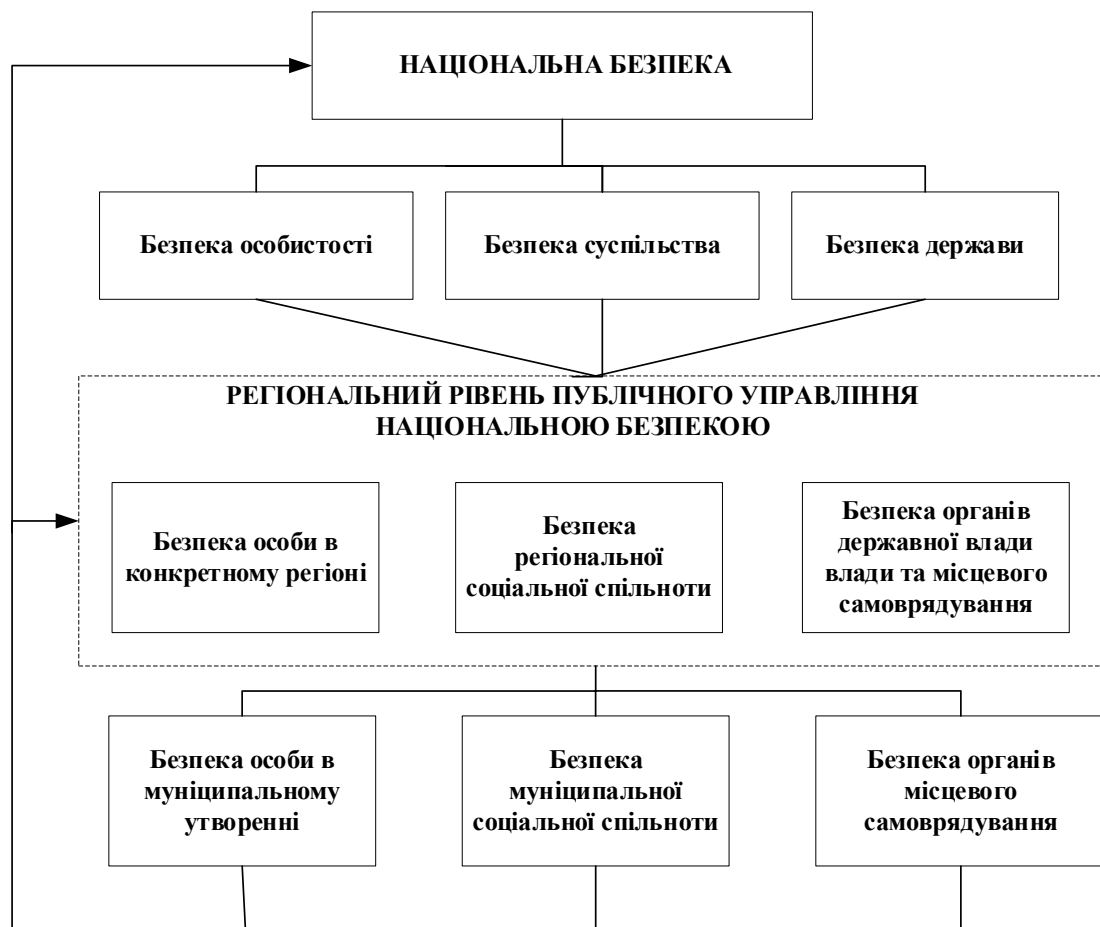 НАЦІОНАЛЬНА БЕЗПЕКА
Безпека особистості
Безпека суспільства
Безпека держави
РЕГІОНАЛЬНИЙ РІВЕНЬ ПУБЛІЧНОГО УПРАВЛІННЯ
НАЦІОНАЛЬНОЮ БЕЗПЕКОЮ
Безпека особи в
конкретному регіоні
Безпека
регіональної
соціальної спільноти
Безпека органів
державної влади
влади та місцевого
самоврядування
Безпека особи в
муніципальному
утворенні
Безпека
муніципальної
соціальної спільноти
Безпека органів
місцевого
самоврядування